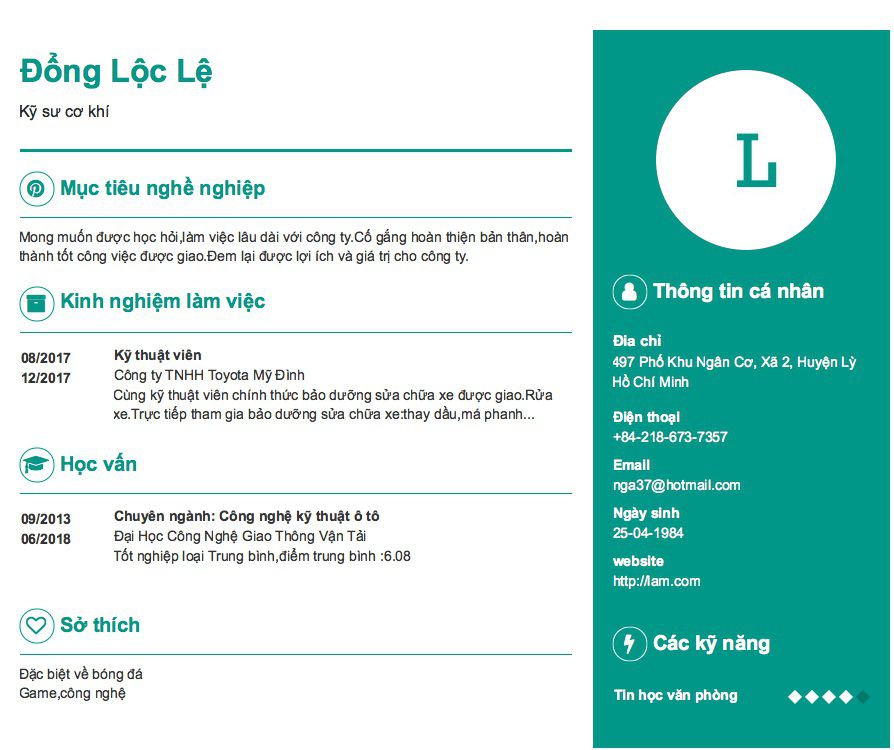 Đổng Lộc Lệ
Kỹ sư cơ khí
Mục tiêu nghề nghiệp
Mong muốn được học hỏi,làm việc lâu dài với công ty.Cố gắng hoàn thiện bản thân,hoàn
thành tốt công việc được giao.Đem lại được lợi ích và giá trị cho công ty.
Kinh nghiệm làm việc
08/2017
12/2017
Kỹ thuật viên
Công ty TNHH Toyota Mỹ Đình
Cùng kỹ thuật viên chính thức bảo dưỡng sửa chữa xe được giao.Rửa
xe.Trực tiếp tham gia bảo dưỡng sửa chữa xe:thay dầu,má phanh...
Học vấn
09/2013
06/2018
Chuyên ngành: Công nghệ kỹ thuật ô tô
Đại Học Công Nghệ Giao Thông Vận Tải
Tốt nghiệp loại Trung bình,điểm trung bình :6.08
Sở thích
Đặc biệt về bóng đá
Game,công nghệ
L
Thông tin cá nhân
Địa chỉ
497 Phố Khu Ngân Cơ, Xã 2, Huyện Lý
Hồ Chí Minh
Điện thoại
+84-218-673-7357
Email
nga37@hotmail.com
Ngày sinh
25-04-1984
website
http://lam.com
Các kỹ năng
Tin học văn phòng